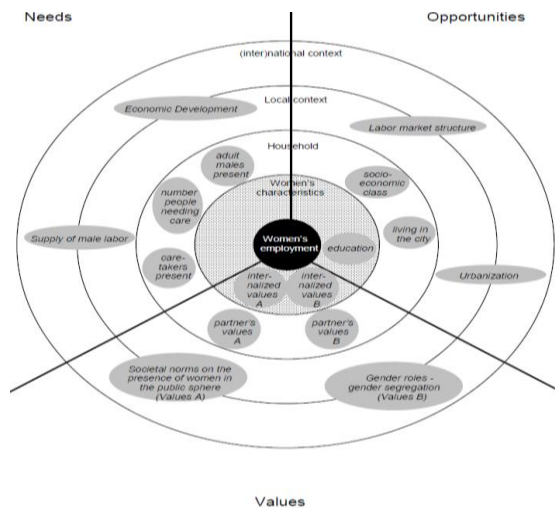 Needs
Opportunities
(inter)national context
Economic Development
Local context
Labor market structure
Household
adult
males
present
Women's
characteristics
socio-
economic
class
number
people
needing
care
Supply of male labor
Women's
employment
education
living in
the city
care-
takers
present
inter-
nalized
values
A
inter-
nalized
values
B
Urbanization
partner's
values
A
partner's
values
B
Societal norms on the
presence of women in
the public sphere
(Values A)
Gender roles -
gender segregation
(Values B)
Values